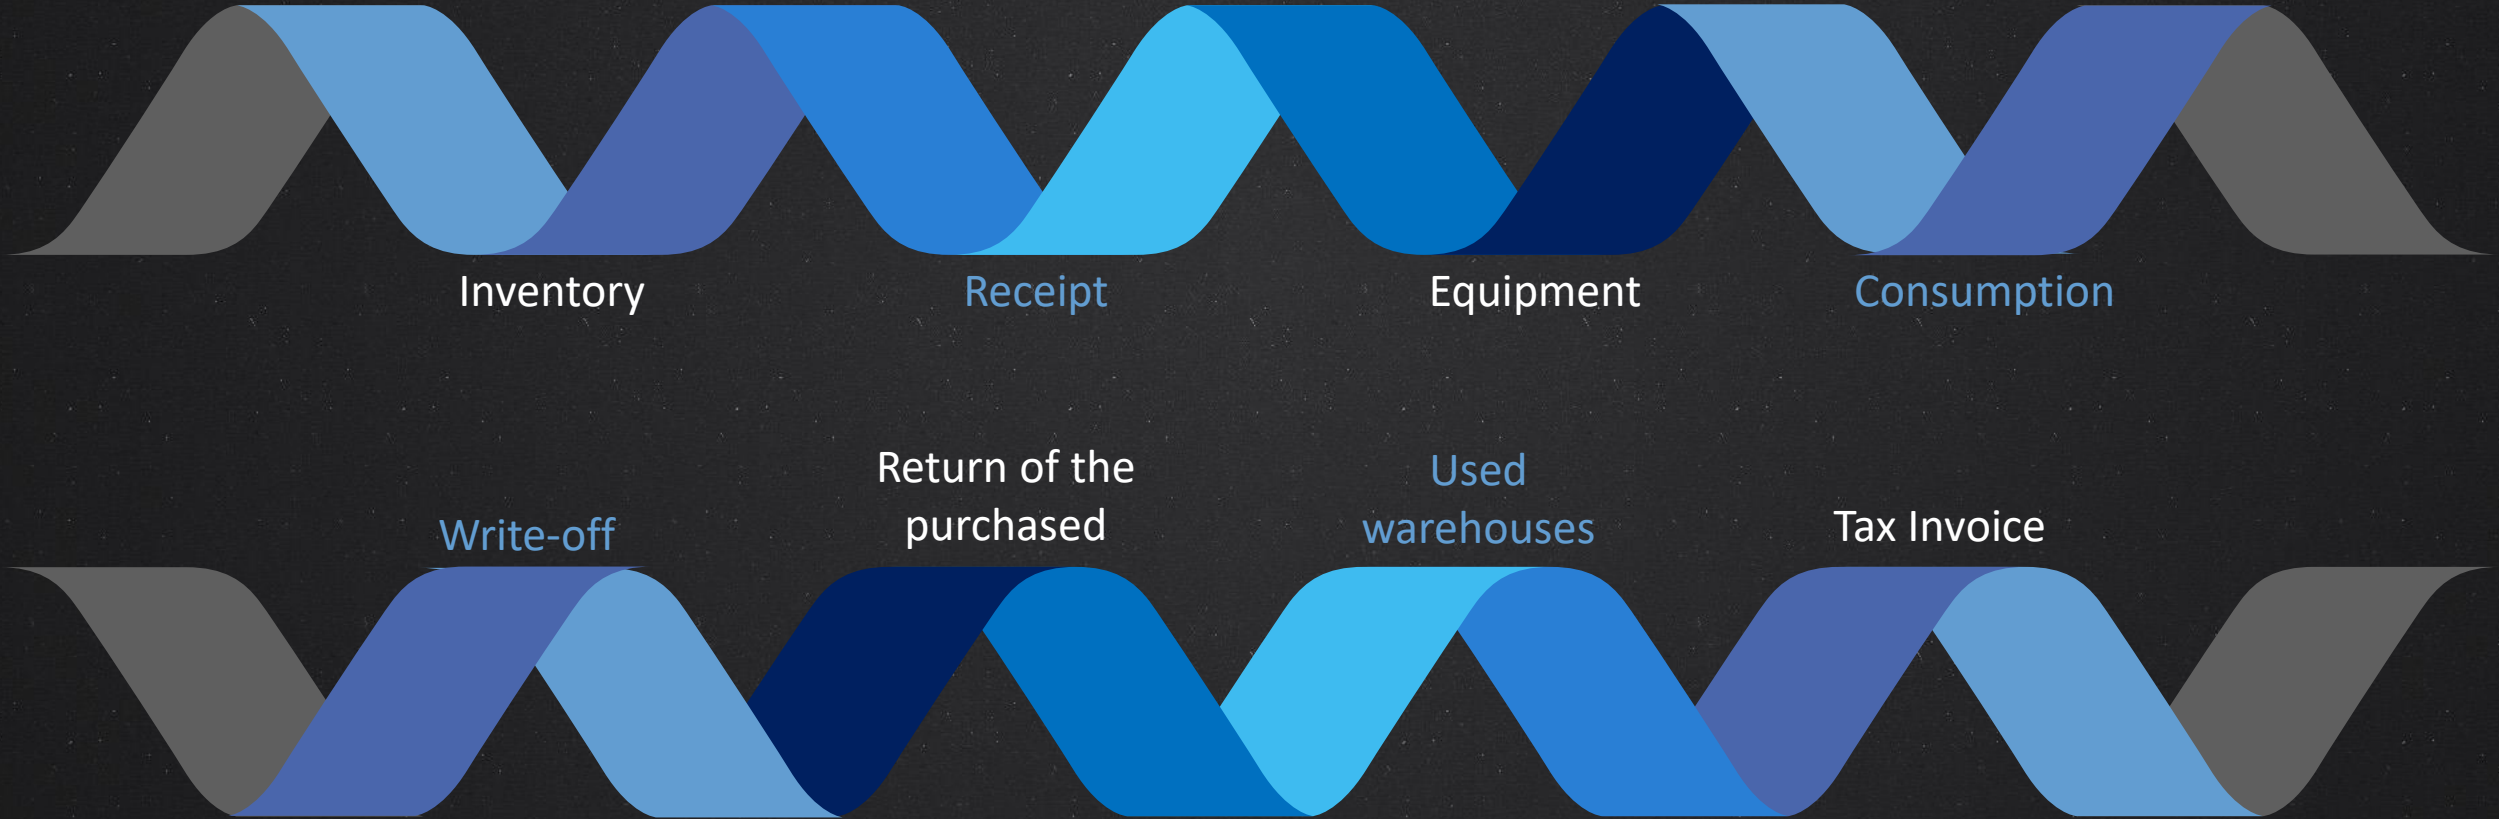 Inventory
Receipt
Equipment
Consumption
Write-off
Return of the
purchased
Used
warehouses
Tax Invoice